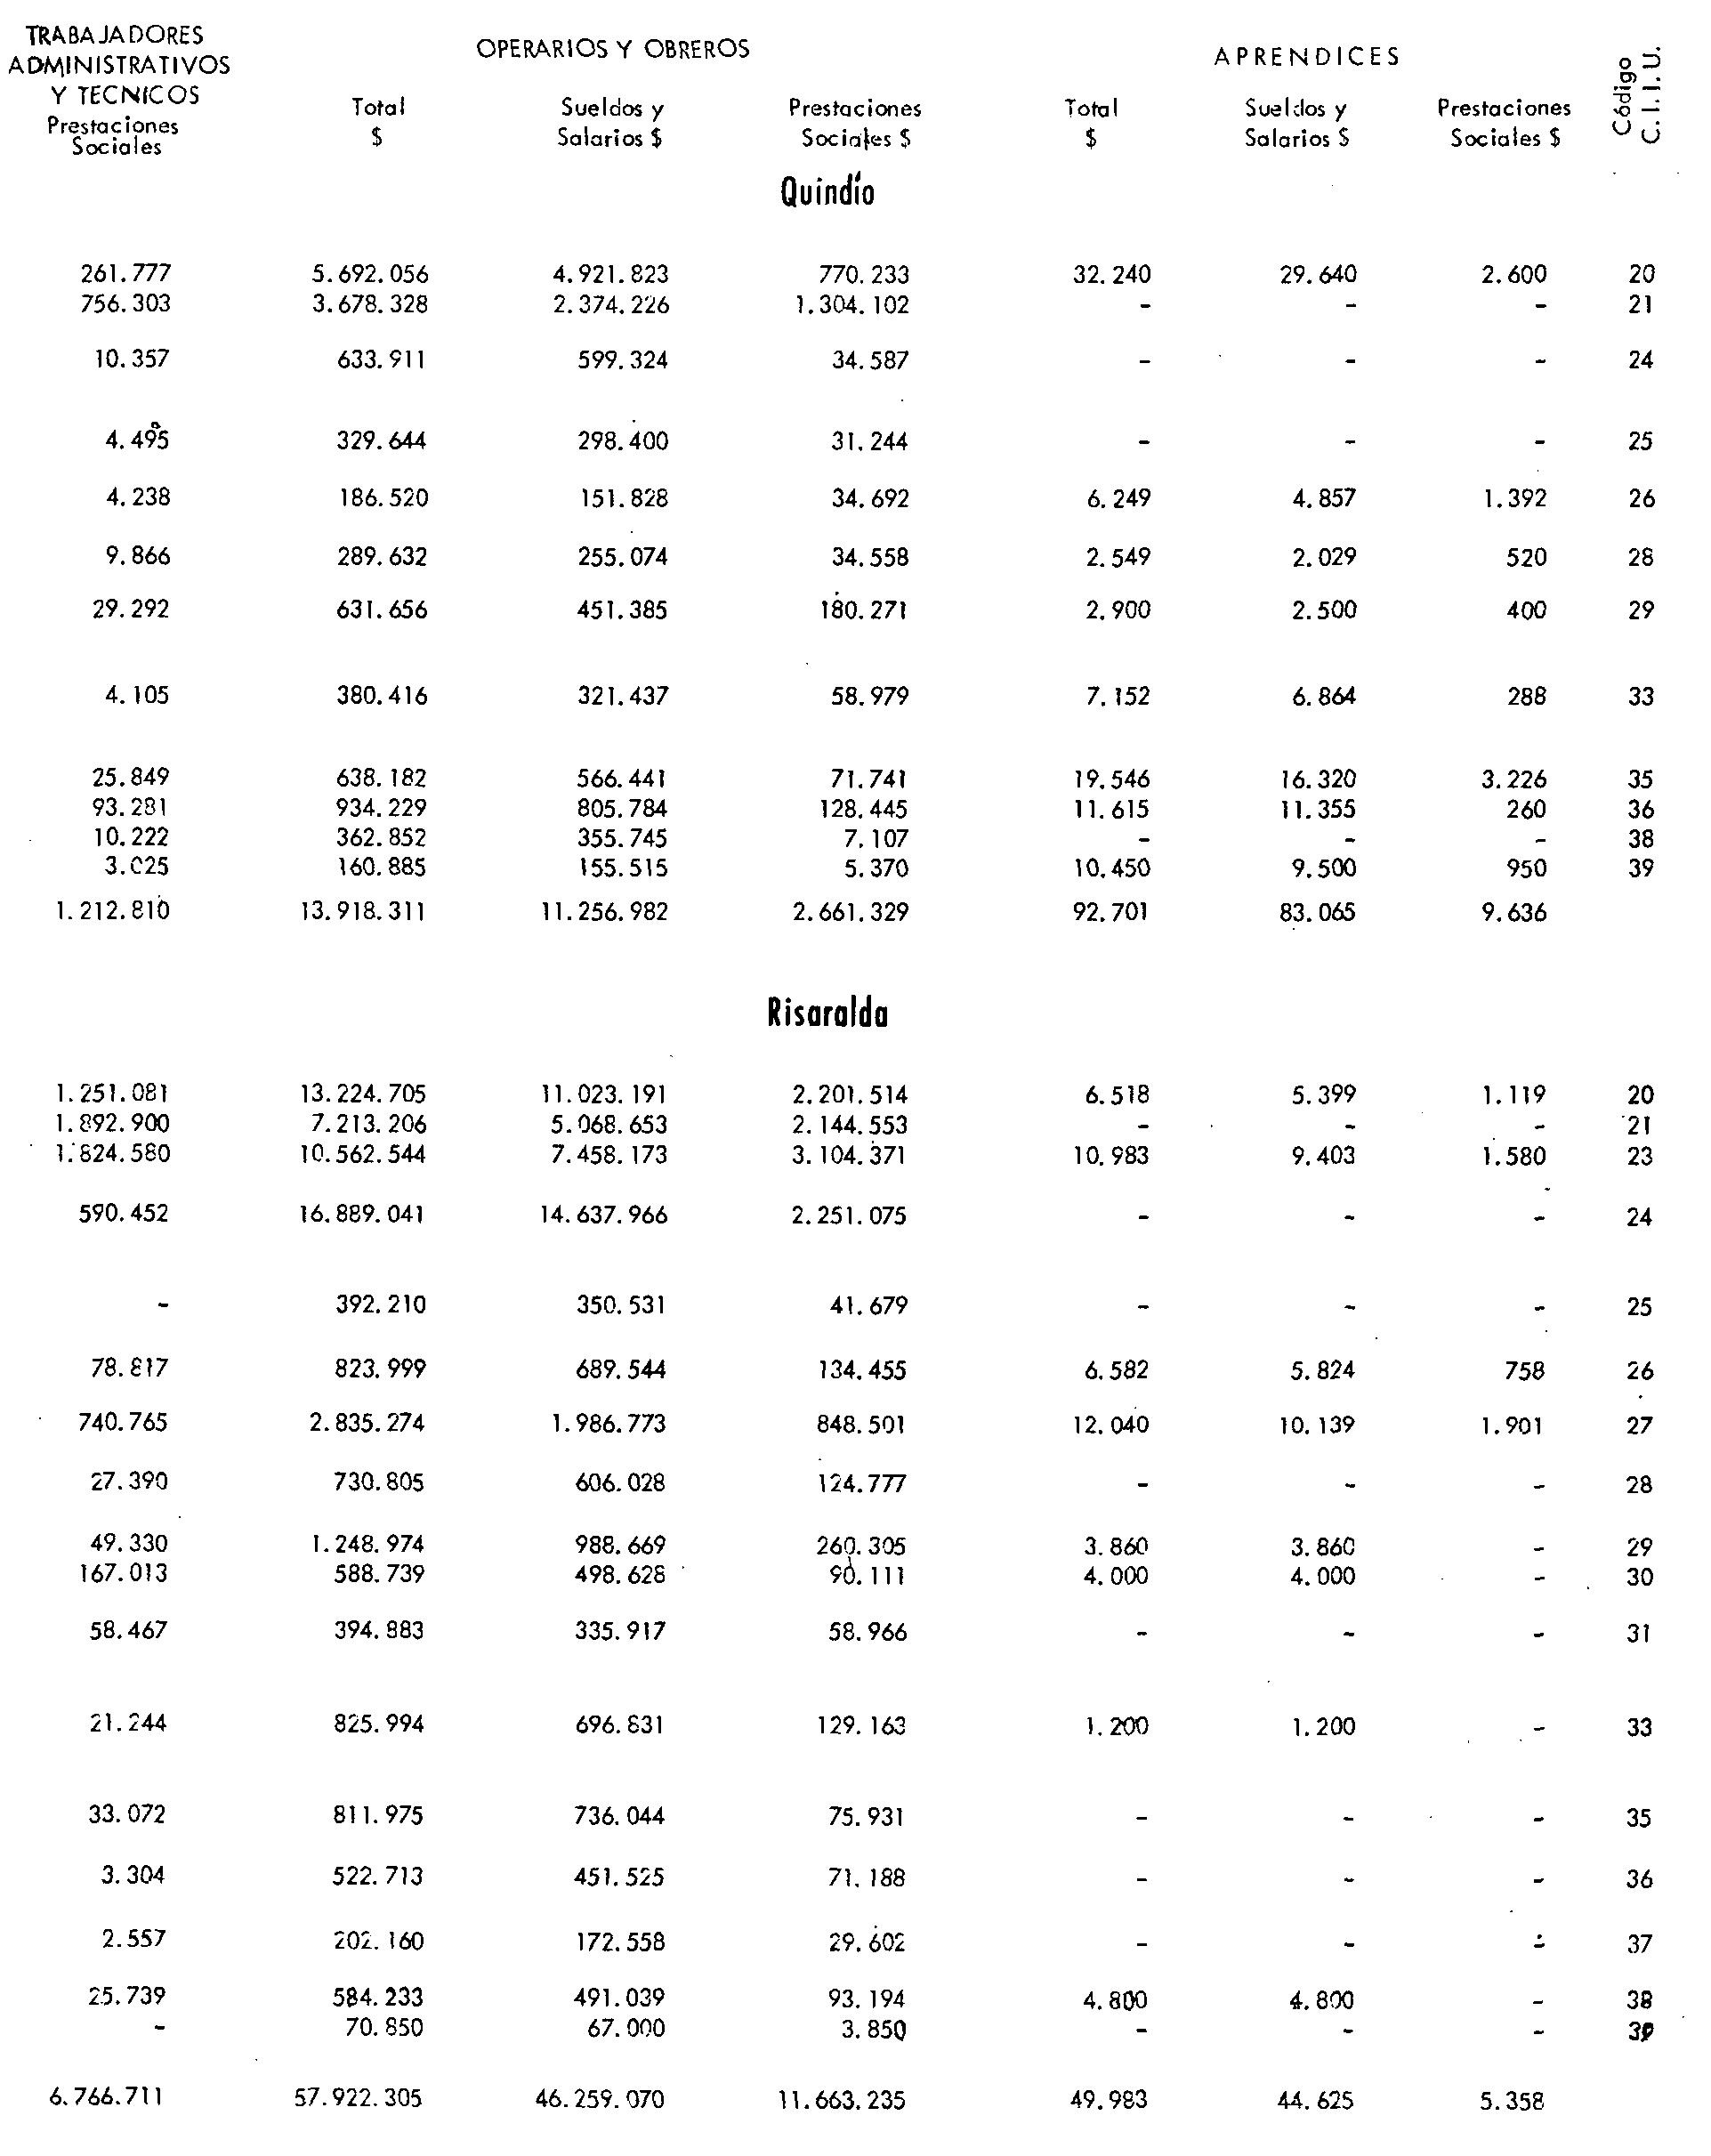 TRABAJADORES ADMINISTRATIVOS Y TECNICOS OPERARIOS Y OBREROS APRENDICES Código C.I.I.U.
Prestaciones Sociales Total $ Sueldos y Salarios $ Prestaciones Sociales $ Total $ Sueldos y Salarios $ Prestaciones Sociales $
Quindío
261.777 5.692.056 4.921.823 770.233 32.240 29.640 2.600 20
756.303 3.678.328 2.374.226 1.304.102 - - - 21
10.357 633.911 599.324 34.587 - - - 24
4.495 329.644 298.400 31.244 - - - 25
4.238 186.520 151.828 34.692 6.249 4.857 1.392 26
9.866 289.632 255.074 34.558 2.549 2.029 520 28
29.292 631.656 451.385 180.271 2.900 2.500 400 29
4.105 380.416 321.437 58.979 7.152 6.864 288 33
25.849 638.182 566.441 71.741 19.546 16.320 3.226 35
93.281 934.229 805.784 128.445 11.615 11.355 260 36
10.222 362.852 355.745 7.107 - - - 38
3.025 160.885 155.515 5.370 10.450 9.500 950 39
1.212.810 13.918.311 11.256.982 2.661.329 92.701 83.065 9.636
Risaralda
1.251.081 13.224.705 11.023.191 2.201.514 6.518 5.399 1.119 20
1.892.900 7.213.206 5.068.653 2.144.553 - - - 21
1.824.580 10.562.544 7.458.173 3.104.371 10.983 9.403 1.580 23
590.452 16.889.041 14.637.966 2.251.075 - - - 24
- 392.210 350.531 41.679 - - - 25
78.817 823.999 689.544 134.455 6.582 5.824 758 26
740.765 2.835.274 1.986.773 848.501 12.040 10.139 1.901 27
27.390 730.805 606.028 124.777 - - - 28
49.330 1.248.974 988.669 260.305 3.860 3.860 - 29
167.013 588.739 498.628 90.111 4.000 4.000 - 30
58.467 394.883 335.917 58.966 - - - 31
21.244 825.994 696.831 129.163 1.200 1.200 - 33
33.072 811.975 736.044 75.931 - - - 35
3.304 522.713 451.525 71.188 - - - 36
2.557 202.160 172.558 29.602 - - - 37
25.739 584.233 491.039 93.194 4.800 4.800 - 38
- 70.850 67.000 3.850 - - - 39
6.766.711 57.922.305 46.259.070 11.663.235 49.983 44.625 5.358